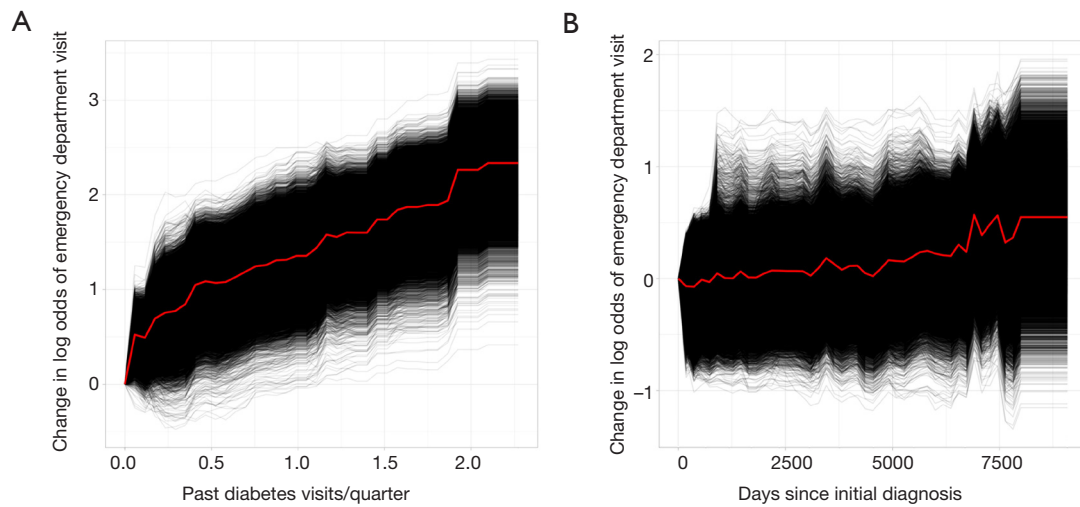 A
Change in log odds of emergency department visit
3
2
1
0
0.0 0.5 1.0 1.5 2.0
Past diabetes visits/quarter
B
Change in log odds of emergency department visit
2
1
0
−1
0 2500 5000 7500
Days since initial diagnosis